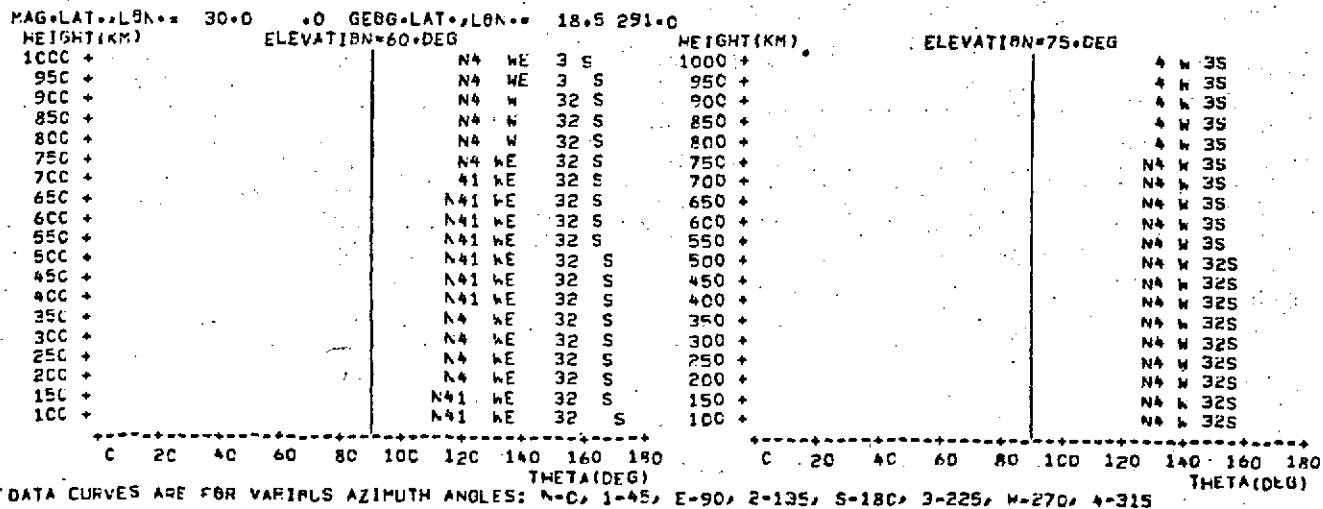 MAG.LAT.,LON.= 30.0 .0 GEOG.LAT.,LON.= 18.5 291.0
HEIGHT(KM) ELEVATION=60.DEG HEIGHT(KM) ELEVATION=75.DEG
1000 + N4 WE 3 S 1000 + 4 W 3S
950 + N4 WE 3 S 950 + 4 W 3S
900 + N4 W 32 S 900 + 4 W 3S
850 + N4 W 32 S 850 + 4 W 3S
800 + N4 W 32 S 800 + 4 W 3S
750 + N4 WE 32 S 750 + N4 W 3S
700 + 41 WE 32 S 700 + N4 W 3S
650 + N41 WE 32 S 650 + N4 W 3S
600 + N41 WE 32 S 600 + N4 W 3S
550 + N41 WE 32 S 550 + N4 W 3S
500 + N41 WE 32 S 500 + N4 W 32S
450 + N41 WE 32 S 450 + N4 W 32S
400 + N41 WE 32 S 400 + N4 W 32S
350 + N4 WE 32 S 350 + N4 W 32S
300 + N4 WE 32 S 300 + N4 W 32S
250 + N4 WE 32 S 250 + N4 W 32S
200 + N4 WE 32 S 200 + N4 W 32S
150 + N41 WE 32 S 150 + N4 W 32S
100 + N41 WE 32 S 100 + N4 W 32S
0 20 40 60 80 100 120 140 160 180 0 20 40 60 80 100 120 140 160 180
THETA(DEG) THETA(DEG)
DATA CURVES ARE FOR VARIOUS AZIMUTH ANGLES: N-0, 1-45, E-90, 2-135, S-180, 3-225, W-270, 4-315